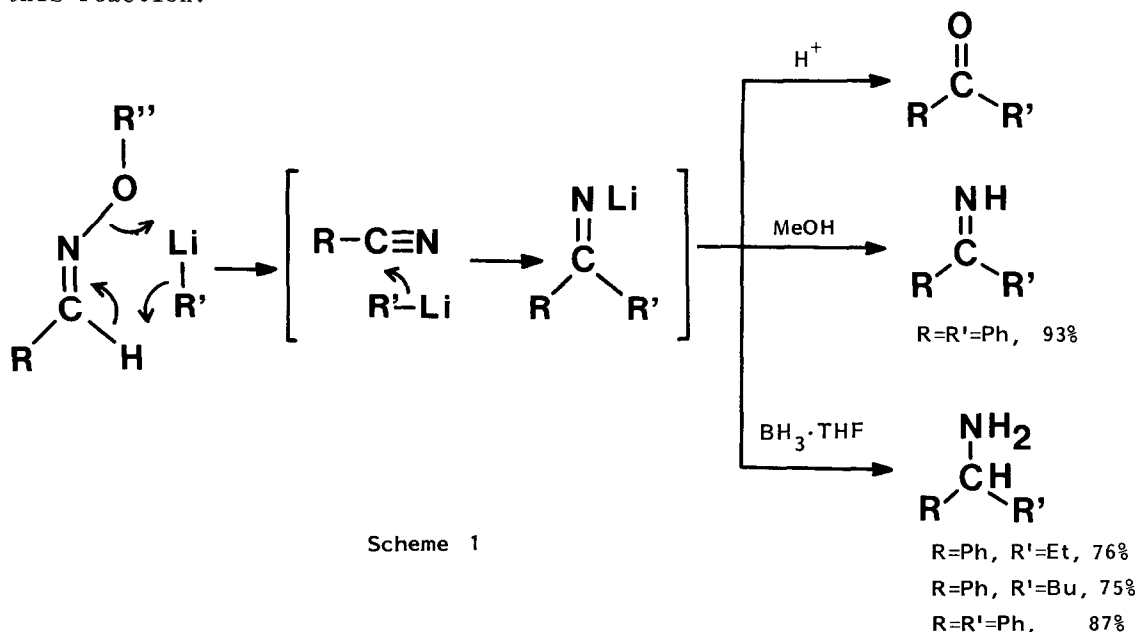 this reaction.
R''
O
N
Li
C
R'
R
H
R-C≡N
R'-Li
N Li
C
R
R'
H+
O
C
R
R'
MeOH
NH
C
R
R'
R=R'=Ph, 93%
BH3·THF
NH2
CH
R
R'
Scheme 1
R=Ph, R'=Et, 76%
R=Ph, R'=Bu, 75%
R=R'=Ph, 87%